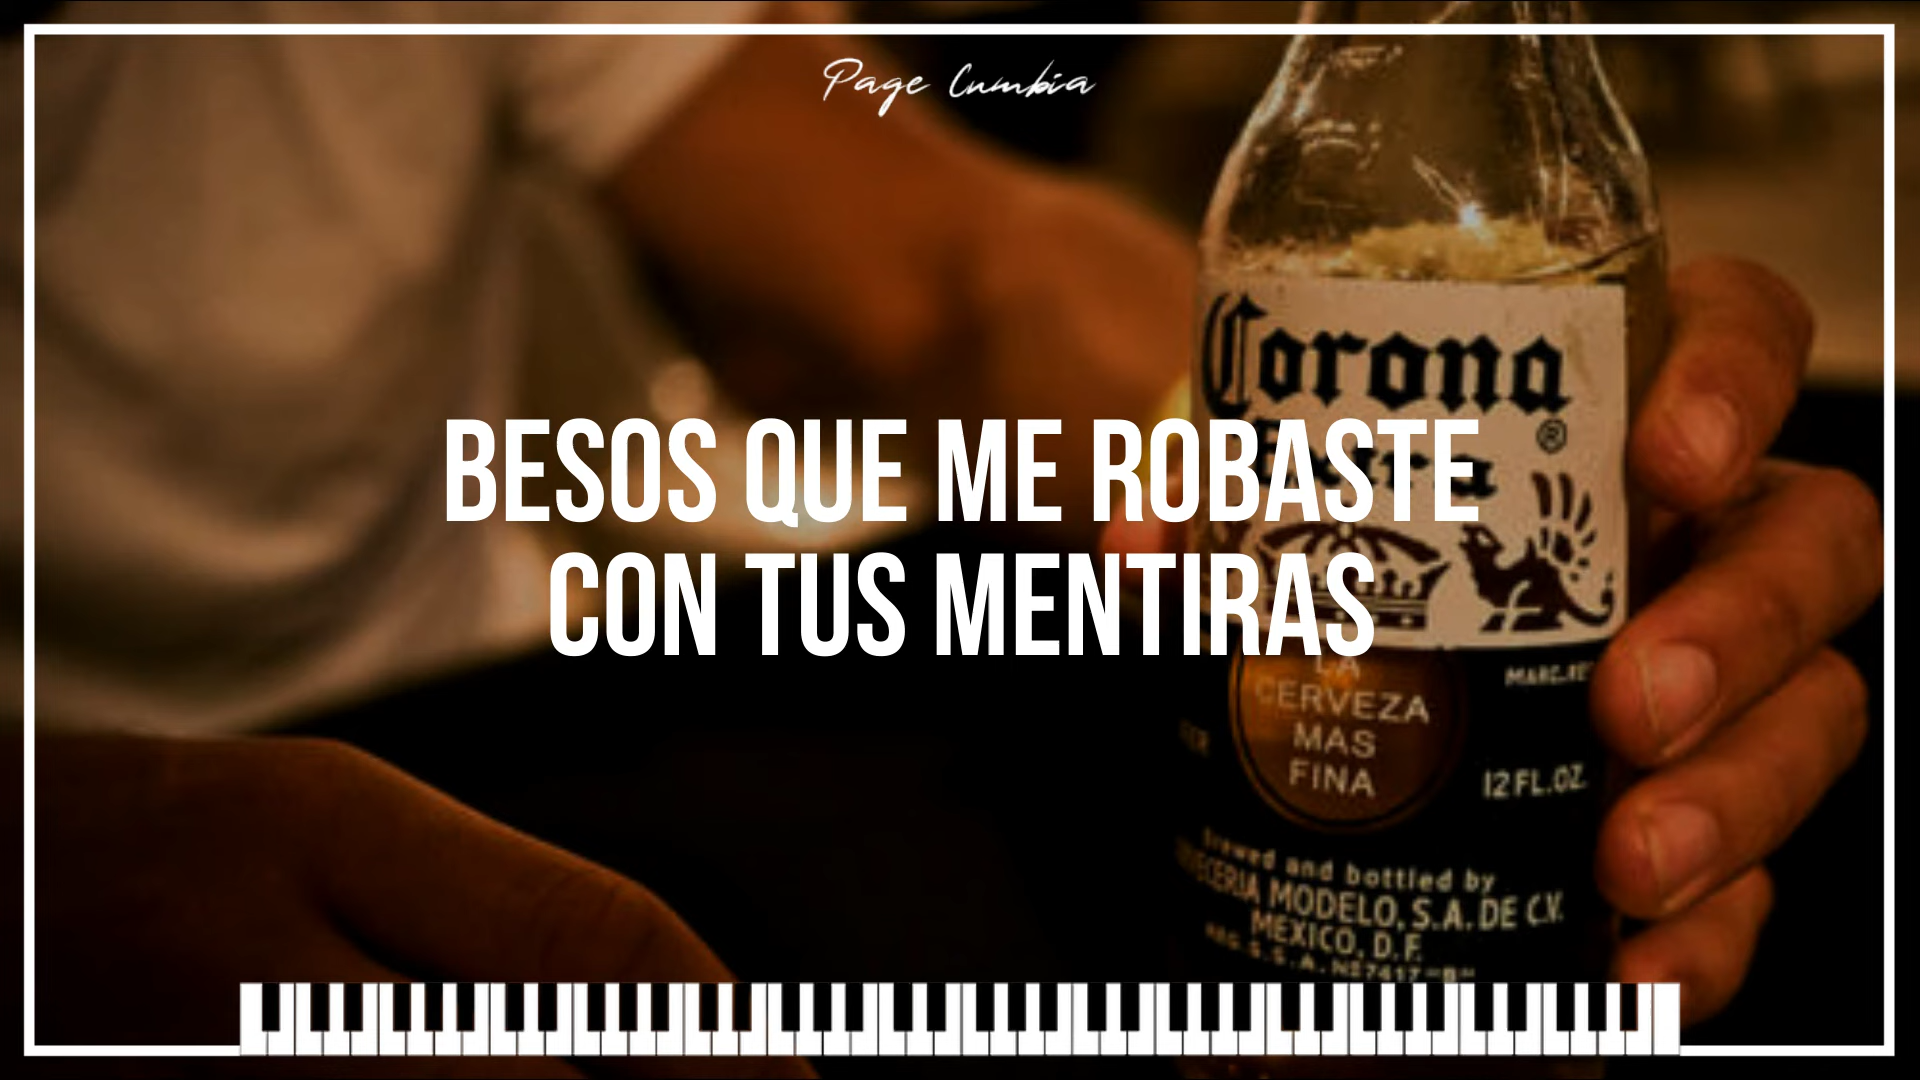 Page Cumbia
Corona
Extra
®
BESOS QUE ME ROBASTE
CON TUS MENTIRAS
LA
CERVEZA
MAS
FINA
12 FL.OZ.
brewed and bottled by
MODELO, S.A. DE C.V.
MEXICO, D.F.